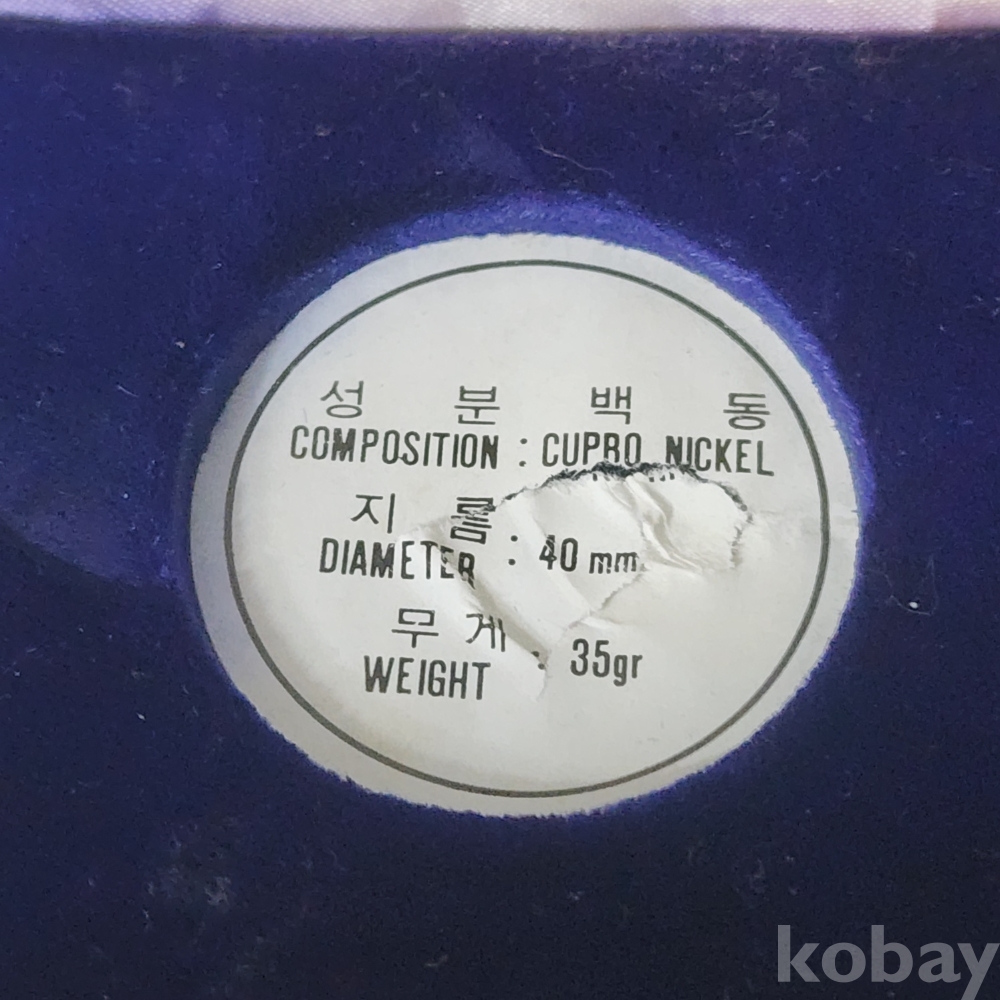 성 분 백 동
COMPOSITION : CUPRO NICKEL
지 름
DIAMETER : 40 mm
무 게
WEIGHT : 35gr
kobay